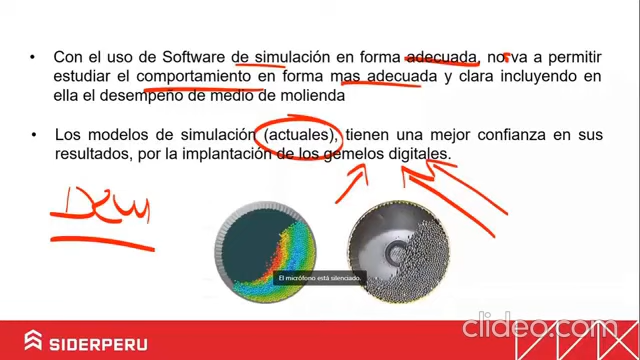 • Con el uso de Software de simulación en forma adecuada, nos va a permitir
estudiar el comportamiento en forma mas adecuada y clara incluyendo en
ella el desempeño de medio de molienda
• Los modelos de simulación (actuales), tienen una mejor confianza en sus
resultados, por la implantación de los gemelos digitales.
DEM
El micrófono está silenciado.
SIDERPERU
clideo.com